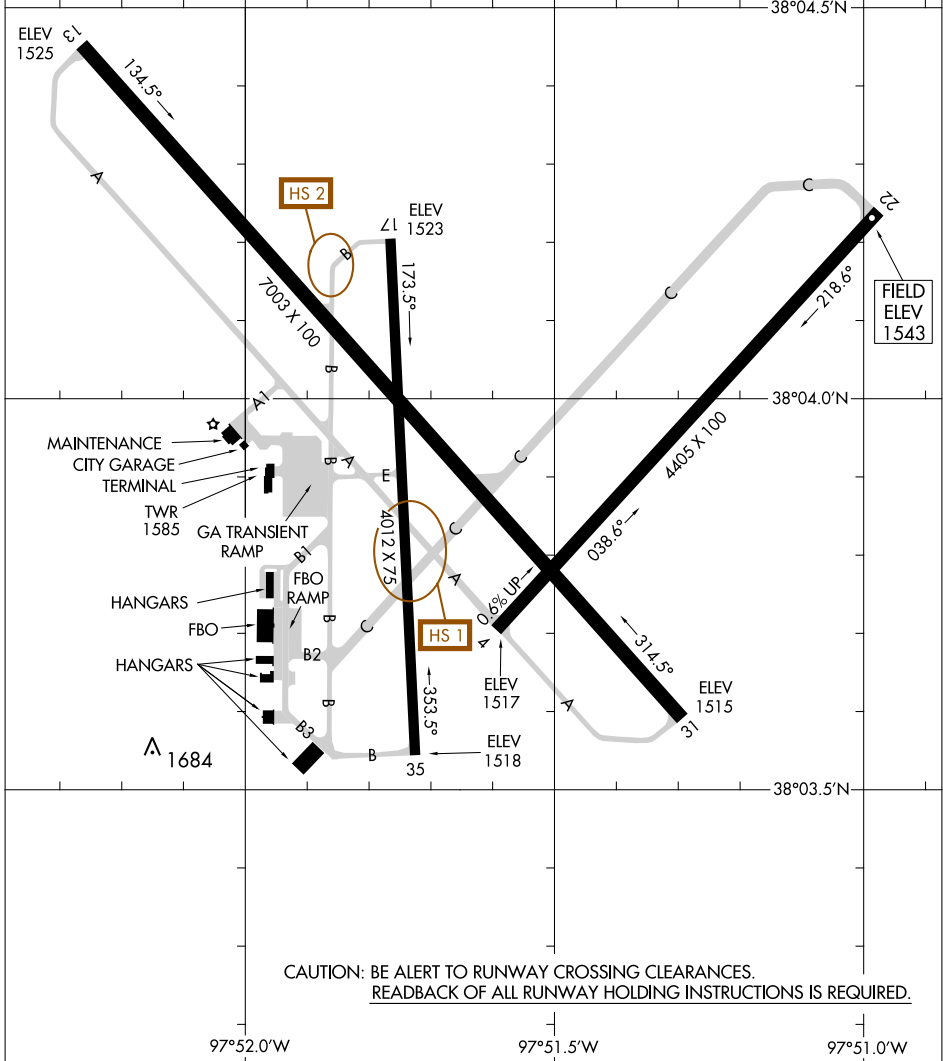 38°04.5'N
ELEV
1525
13
134.5°
A
HS 2
C
22
ELEV
1523
17
B
173.5°
C
218.6°
FIELD
ELEV
1543
7003 X 100
B
38°04.0'N
A1
4405 X 100
MAINTENANCE
CITY GARAGE
TERMINAL
TWR
1585
B
A
E
C
GA TRANSIENT
RAMP
4012 X 75
C
038.6°
B1
FBO
RAMP
A
0.6% UP
HANGARS
FBO
B
C
HS 1
4
314.5°
HANGARS
B2
ELEV
1517
ELEV
1515
353.5°
B
A
31
B3
1684
B
35
ELEV
1518
38°03.5'N
CAUTION: BE ALERT TO RUNWAY CROSSING CLEARANCES.
READBACK OF ALL RUNWAY HOLDING INSTRUCTIONS IS REQUIRED.
97°52.0'W
97°51.5'W
97°51.0'W